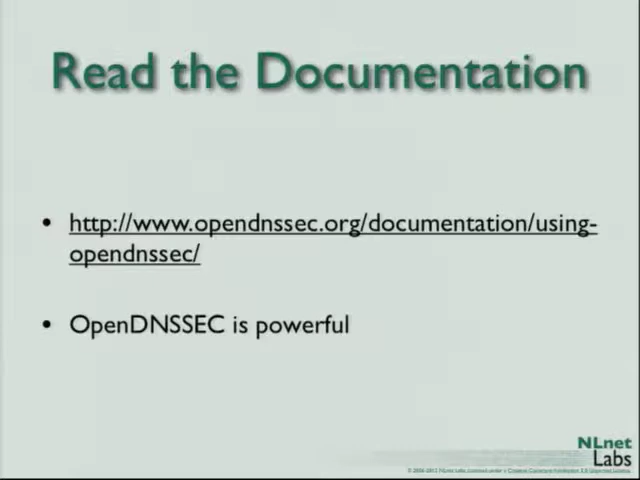 Read the Documentation
• http://www.opendnssec.org/documentation/using-
opendnssec/
• OpenDNSSEC is powerful
NLnet
Labs